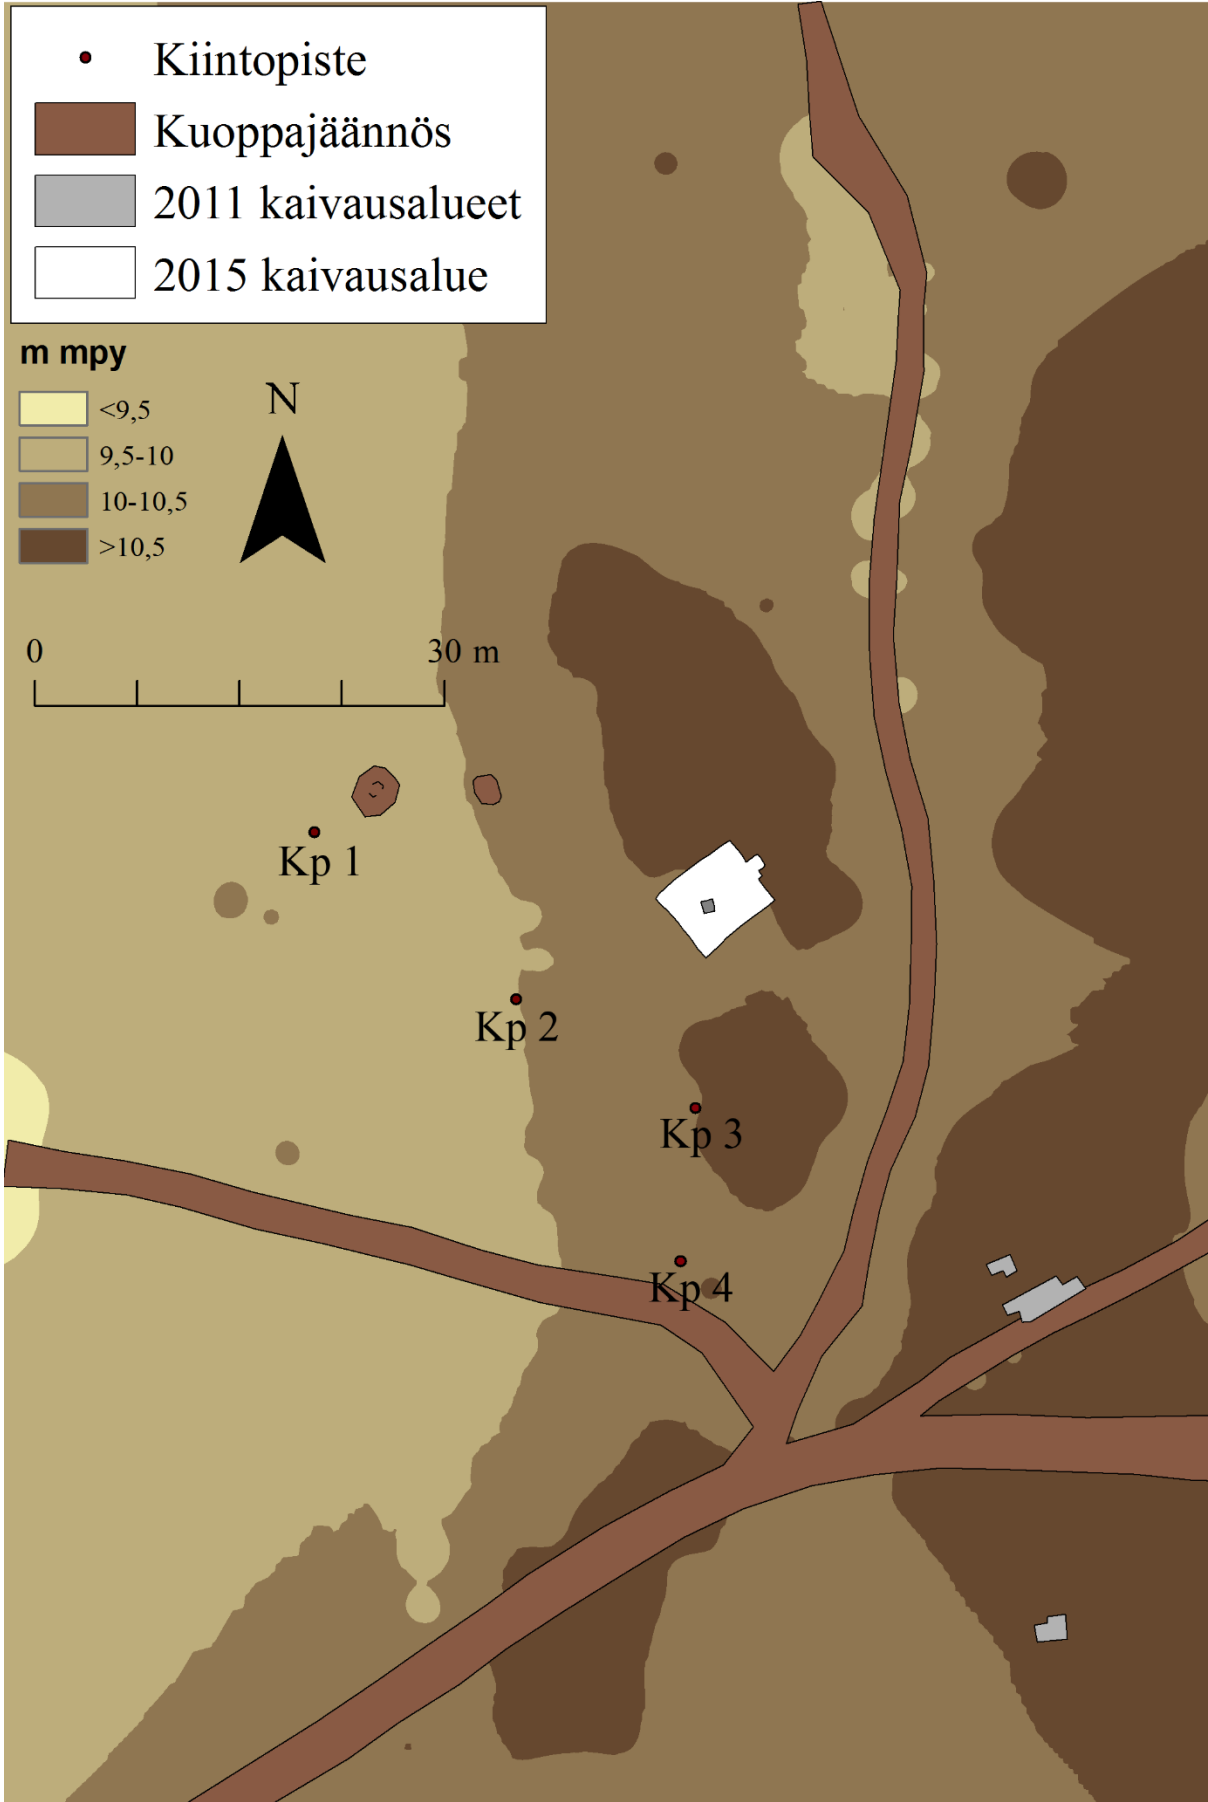 Kiintopiste
Kuoppajäännös
2011 kaivausalueet
2015 kaivausalue
m mpy
<9,5
9,5-10
10-10,5
>10,5
N
0 30 m
Kp 1
Kp 2
Kp 3
Kp 4